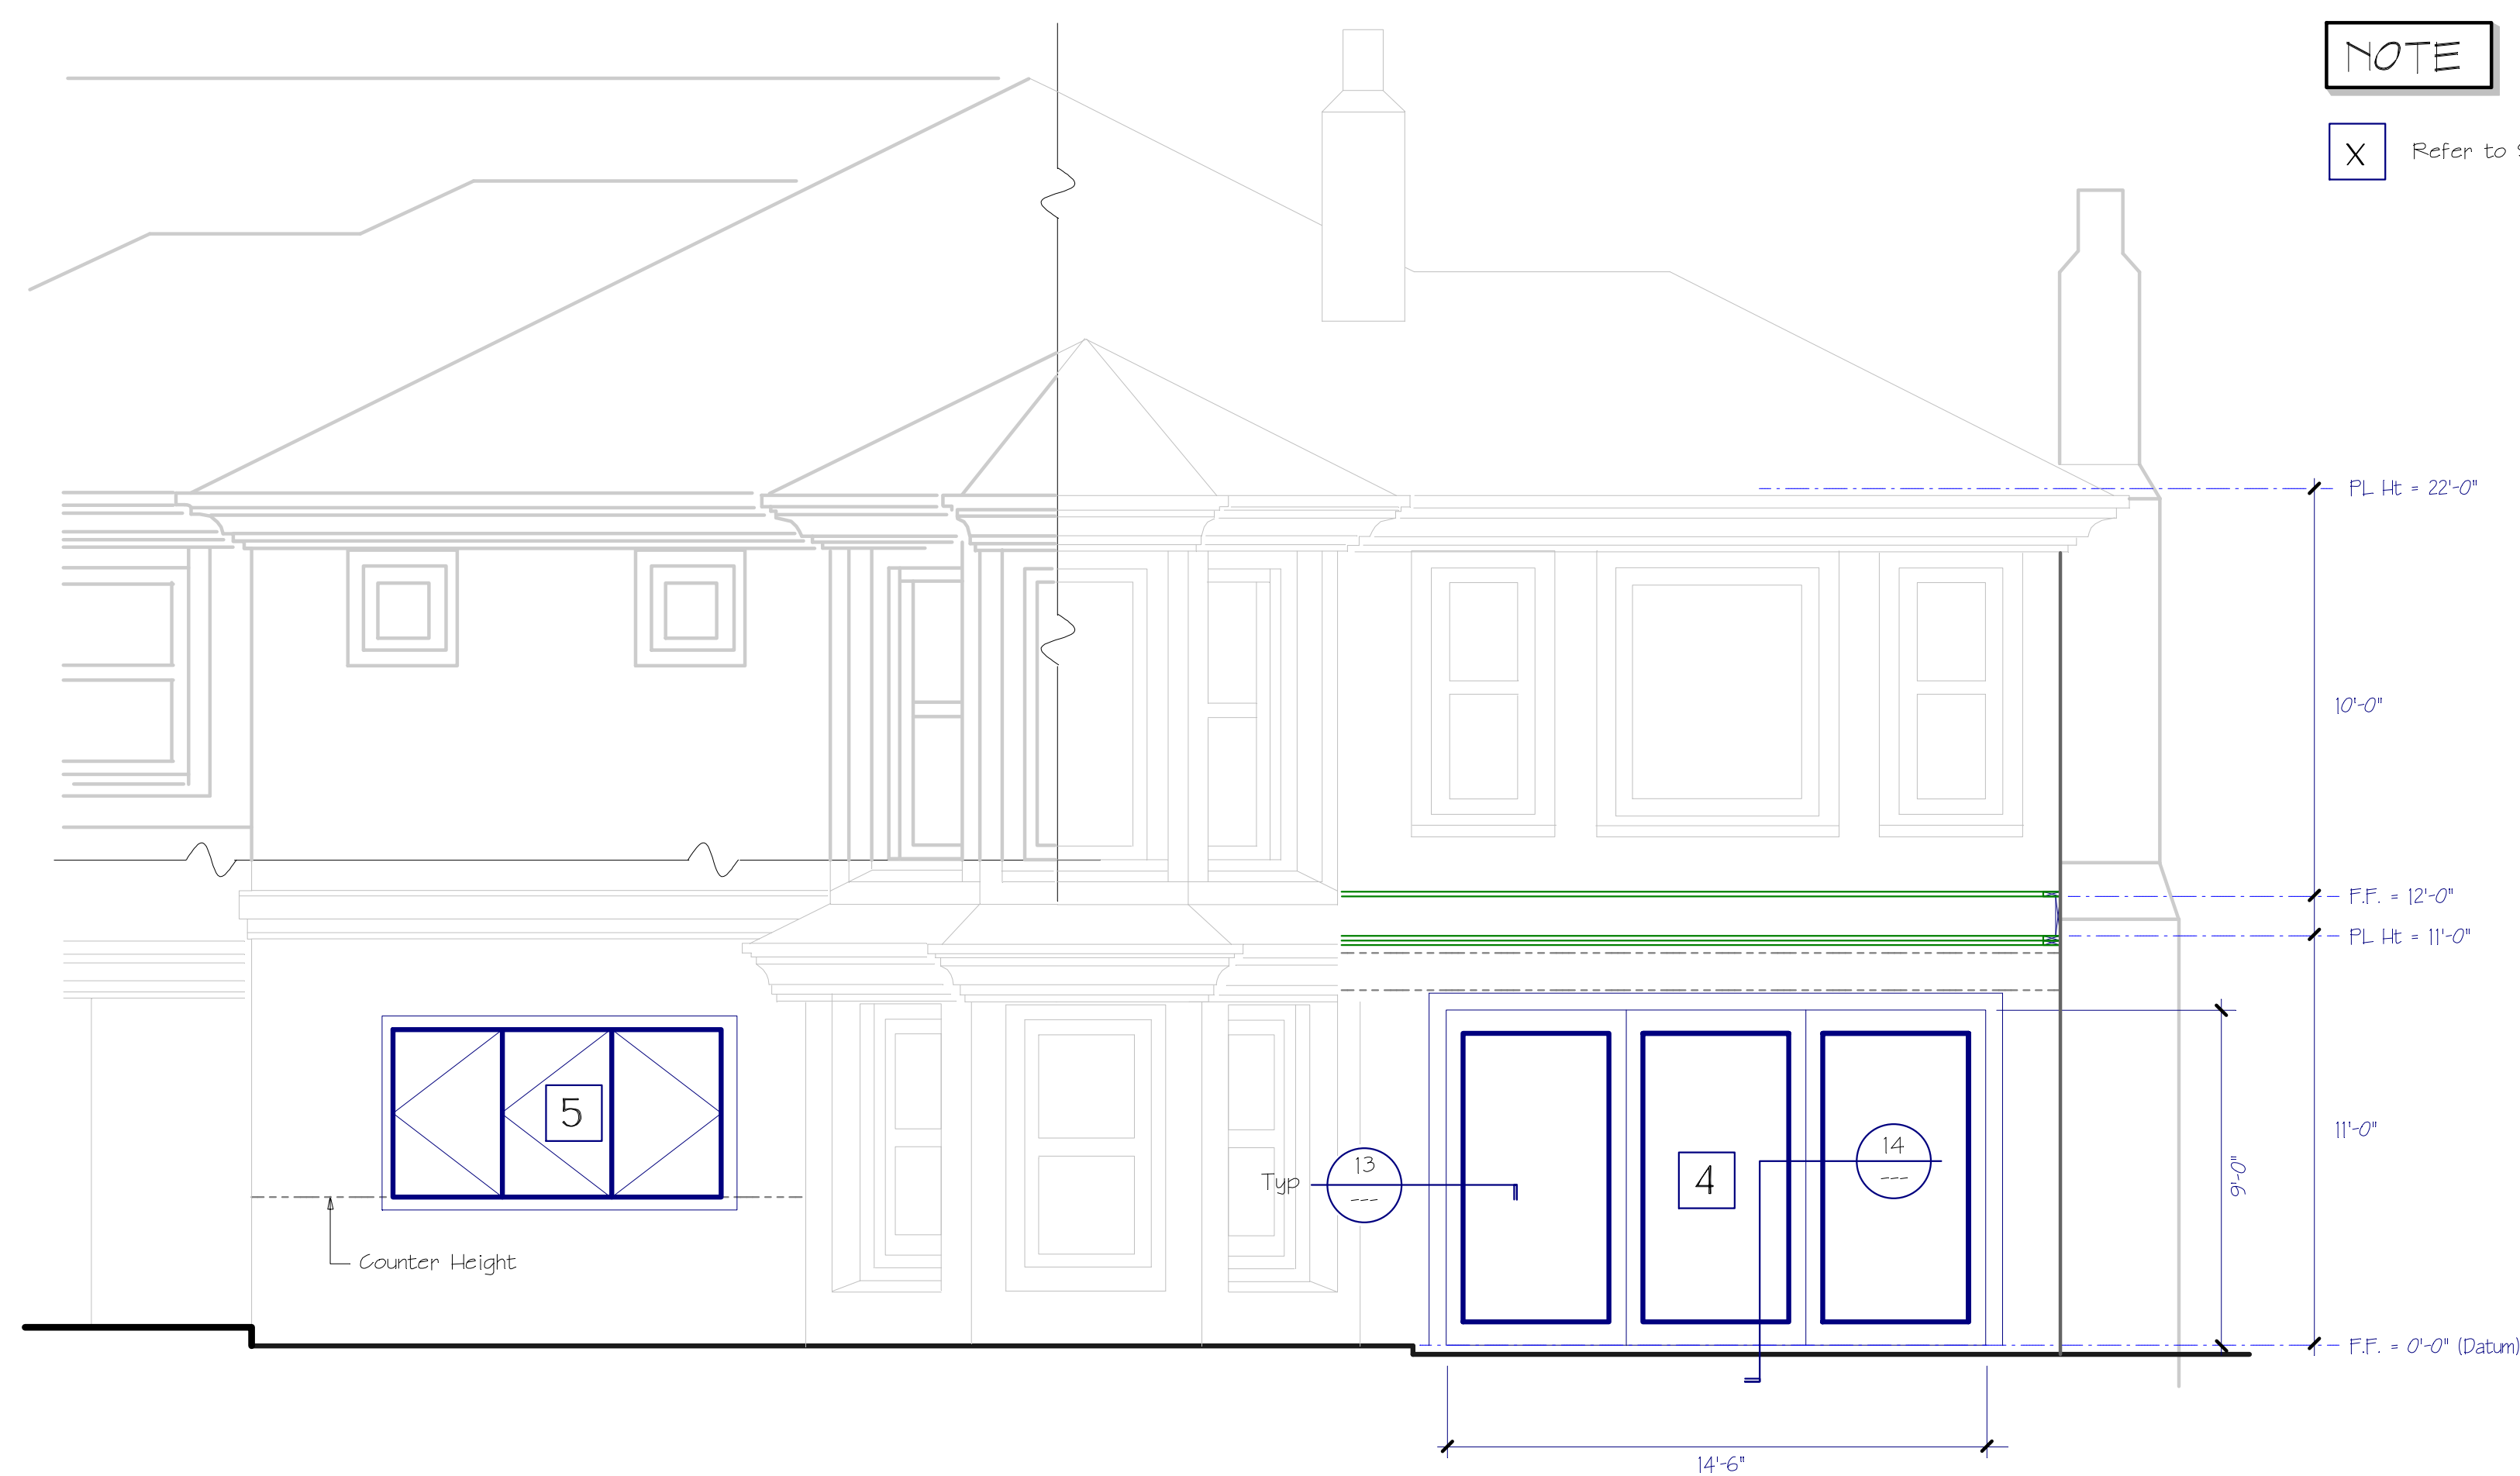 NOTE
X Refer to
PL Ht = 22'-0"
10'-0"
F.F. = 12'-0"
PL Ht = 11'-0"
5
13
---
Typ
4
14
---
11'-0"
9'-0"
Counter Height
F.F. = 0'-0" (Datum)
14'-6"